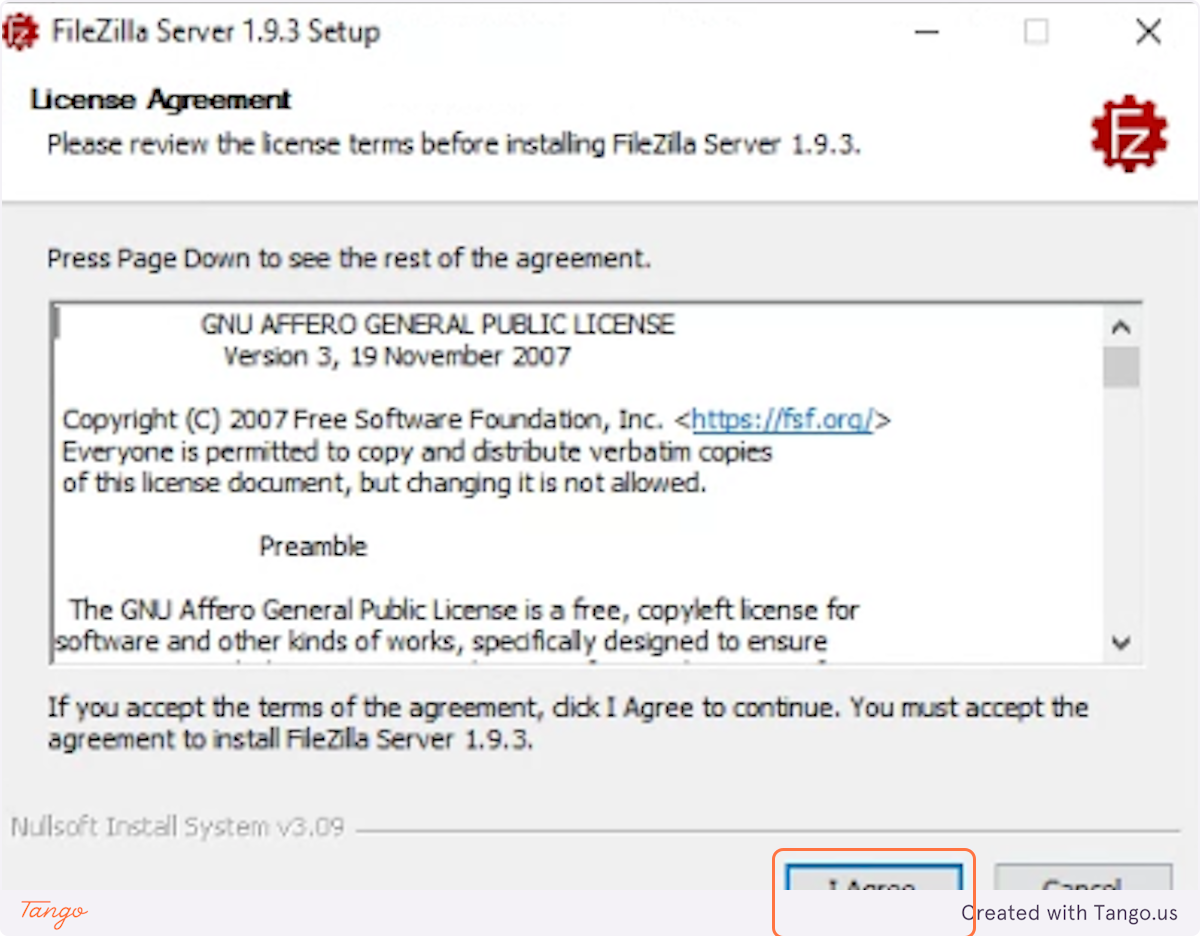 FileZilla Server 1.9.3 Setup
License Agreement
Please review the license terms before installing FileZilla Server 1.9.3.
Fz
Press Page Down to see the rest of the agreement.
GNU AFFERO GENERAL PUBLIC LICENSE
Version 3, 19 November 2007
Copyright (C) 2007 Free Software Foundation, Inc. <https://fsf.org/>
Everyone is permitted to copy and distribute verbatim copies
of this license document, but changing it is not allowed.
Preamble
The GNU Affero General Public License is a free, copyleft license for
software and other kinds of works, specifically designed to ensure
If you accept the terms of the agreement, click I Agree to continue. You must accept the
agreement to install FileZilla Server 1.9.3.
Nullsoft Install System v3.09
I Agree
Cancel
Tango
Created with Tango.us